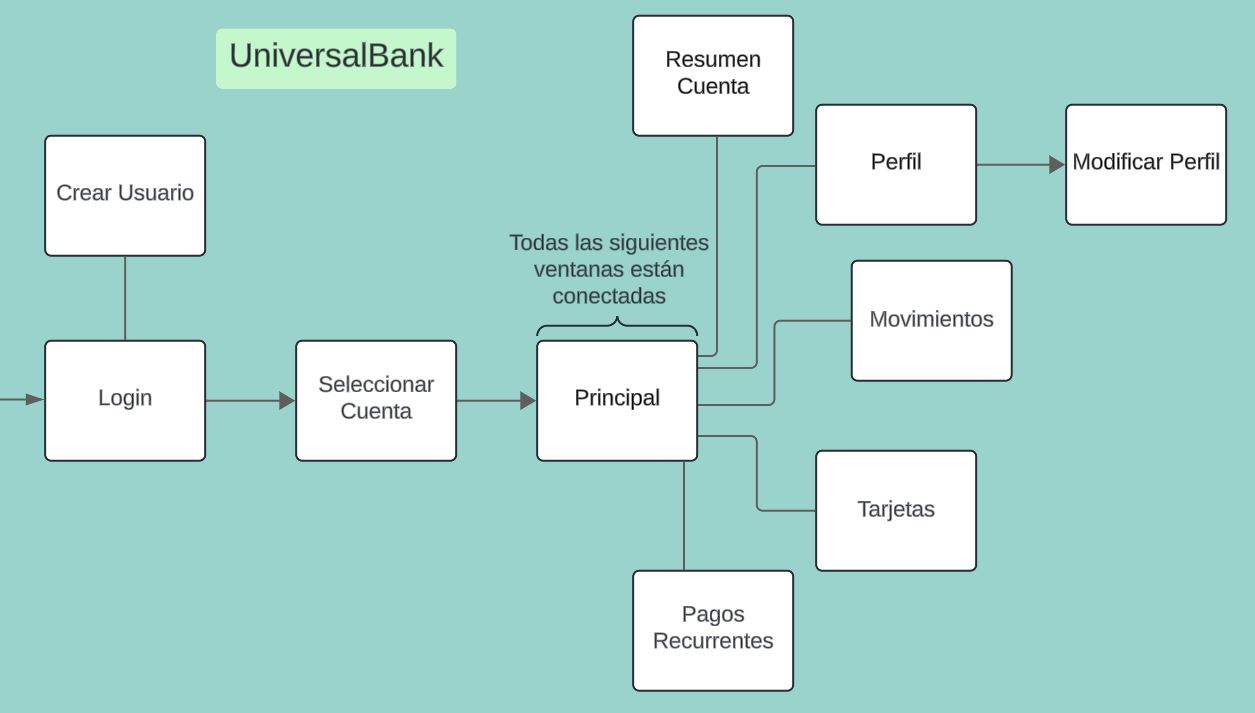 UniversalBank
Resumen
Cuenta
Perfil
Modificar Perfil
Crear Usuario
Todas las siguientes
ventanas están
conectadas
Movimientos
Login
Seleccionar
Cuenta
Principal
Tarjetas
Pagos
Recurrentes